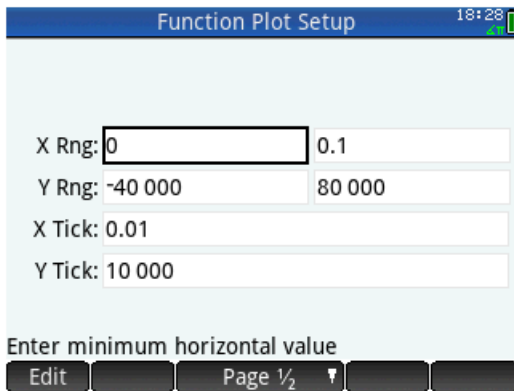 Function Plot Setup 18:28
∠π
X Rng: 0 0.1
Y Rng: -40 000 80 000
X Tick: 0.01
Y Tick: 10 000
Enter minimum horizontal value
Edit Page ½